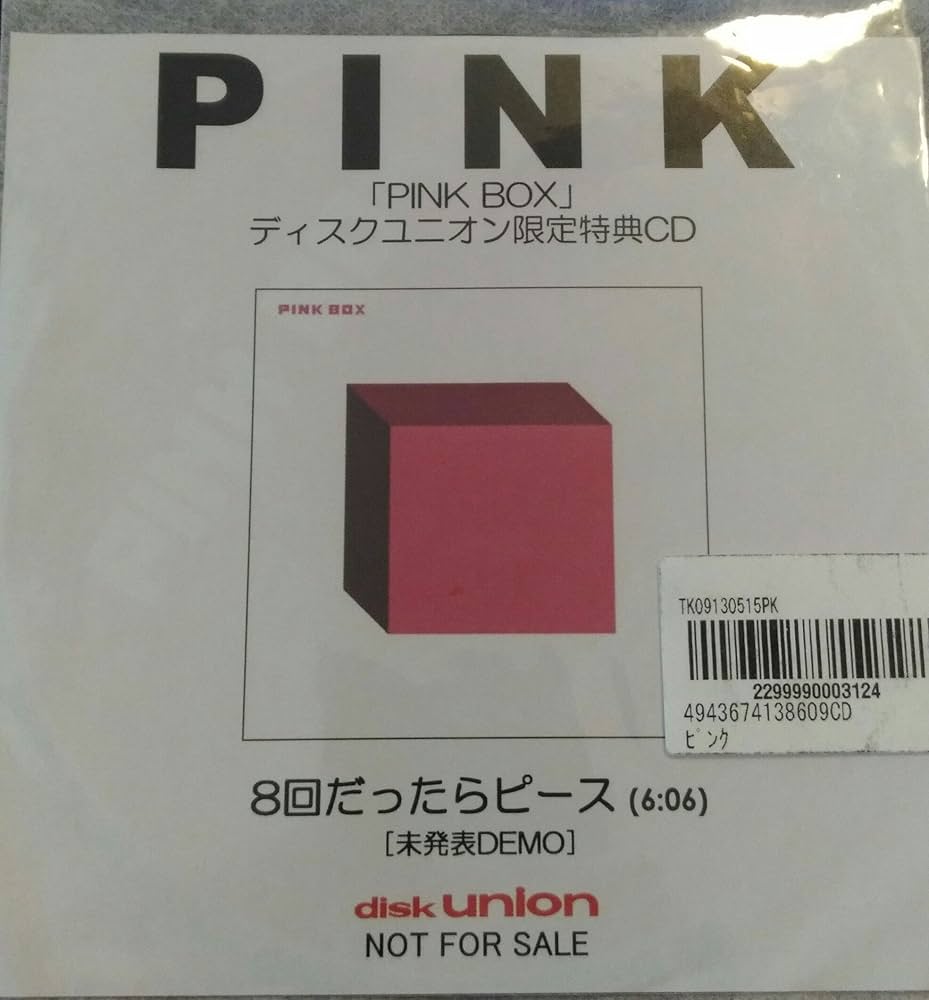 PINK
「PINK BOX」
ディスクユニオン限定特典CD
PINK BOX
TK09130515PK
2299990003124
4943674138609CD
ピンク
8回だったらピース (6:06)
[未発表DEMO]
disk union
NOT FOR SALE